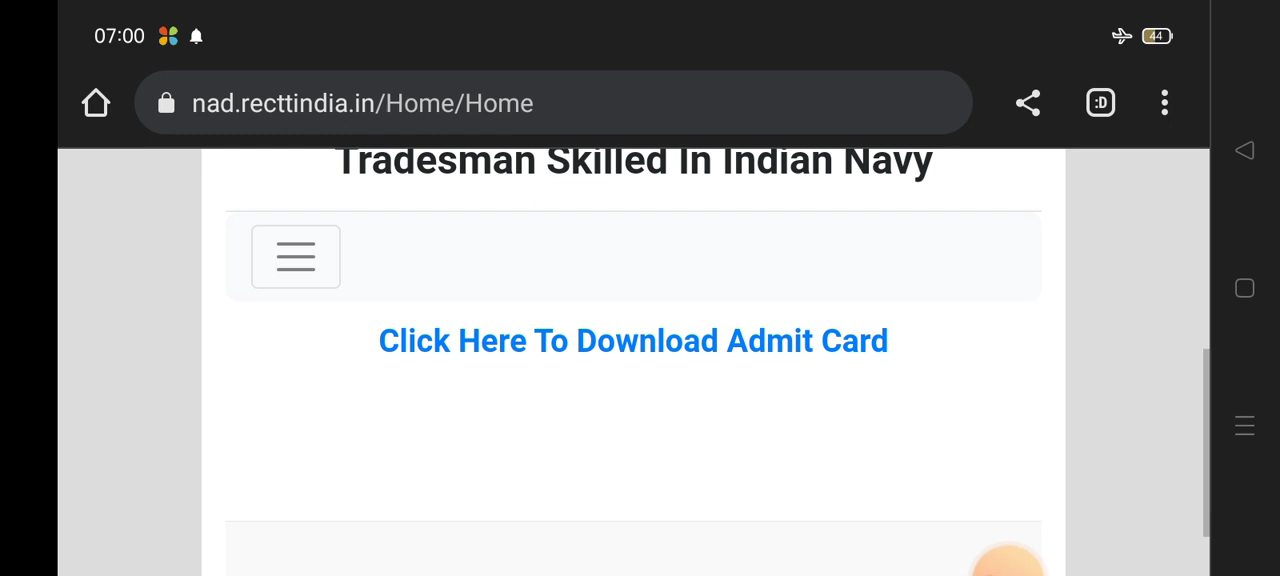 07:00
44
nad.recttindia.in/Home/Home
:D
Tradesman Skilled In Indian Navy
Click Here To Download Admit Card